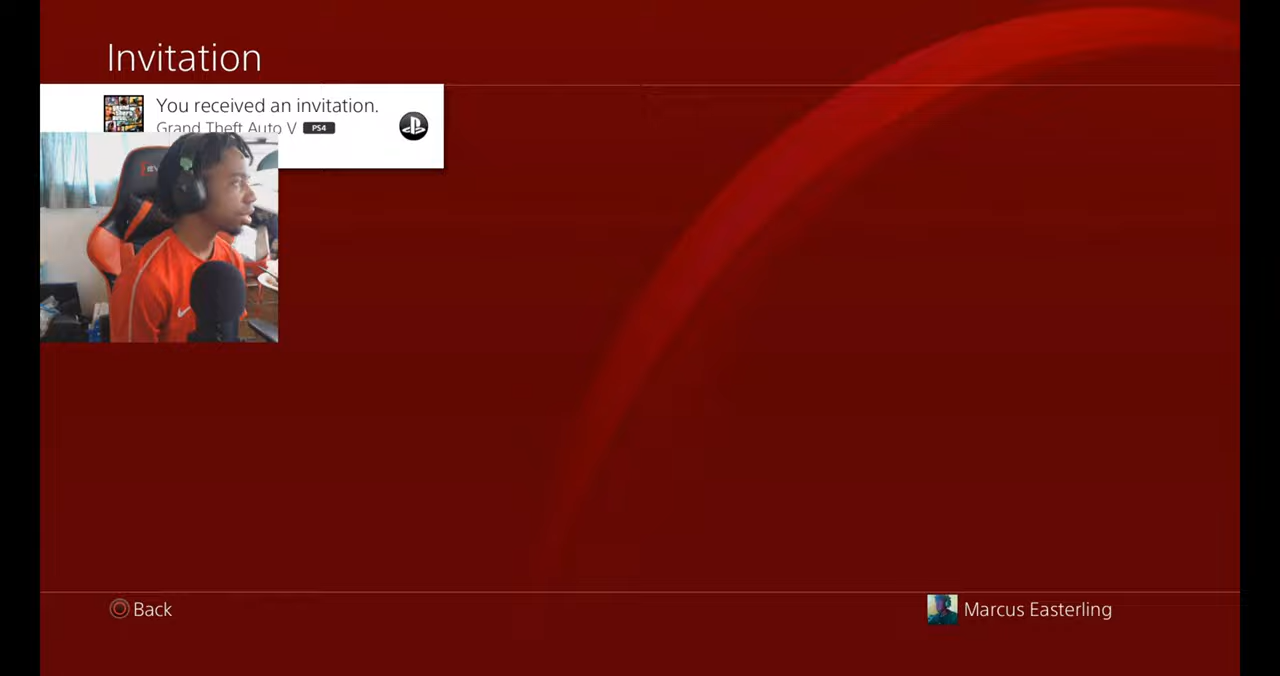 Invitation
You received an invitation.
Grand Theft Auto V PS4
Back
Marcus Easterling